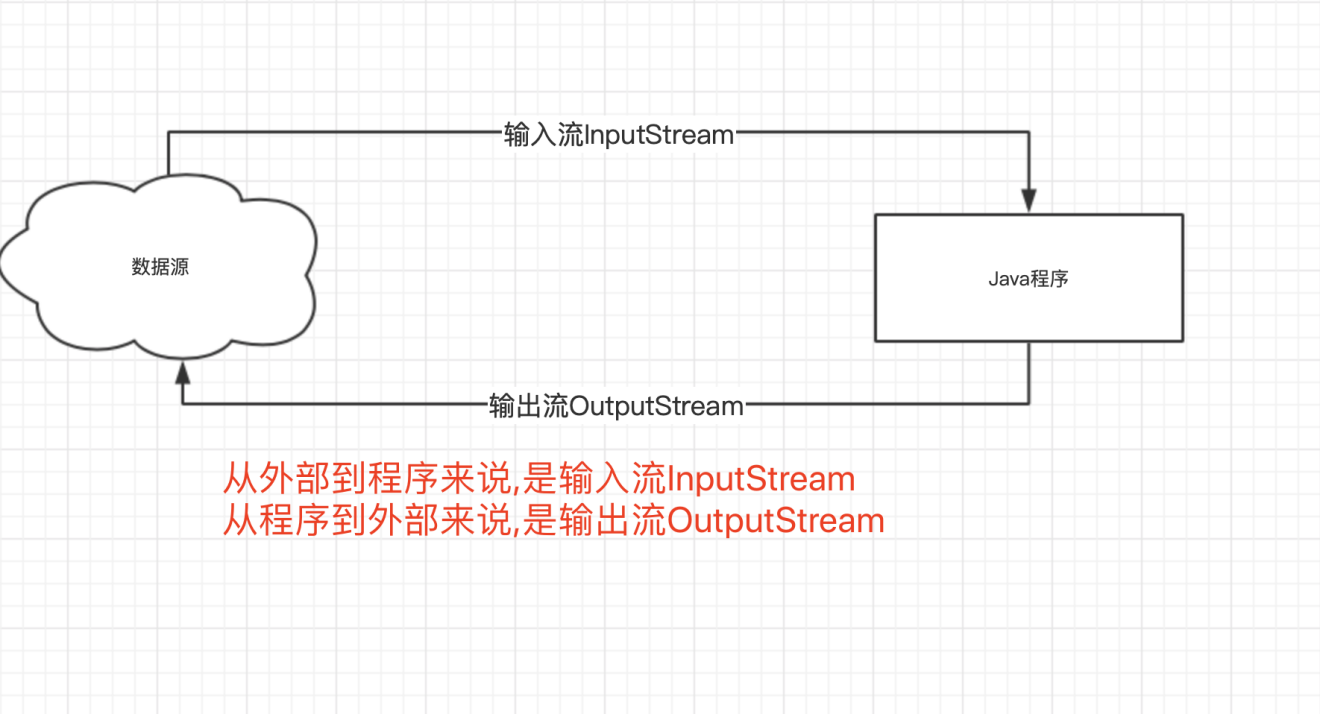 输入流InputStream
数据源
Java程序
输出流OutputStream
从外部到程序来说,是输入流InputStream
从程序到外部来说,是输出流OutputStream